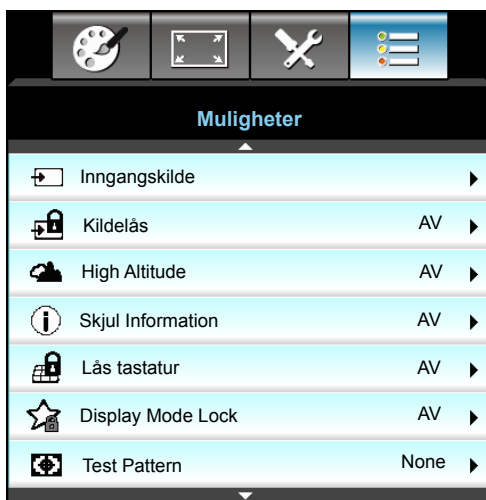 Muligheter
Inngangskilde
Kildelås AV
High Altitude AV
Skjul Information AV
Lås tastatur AV
Display Mode Lock AV
Test Pattern None